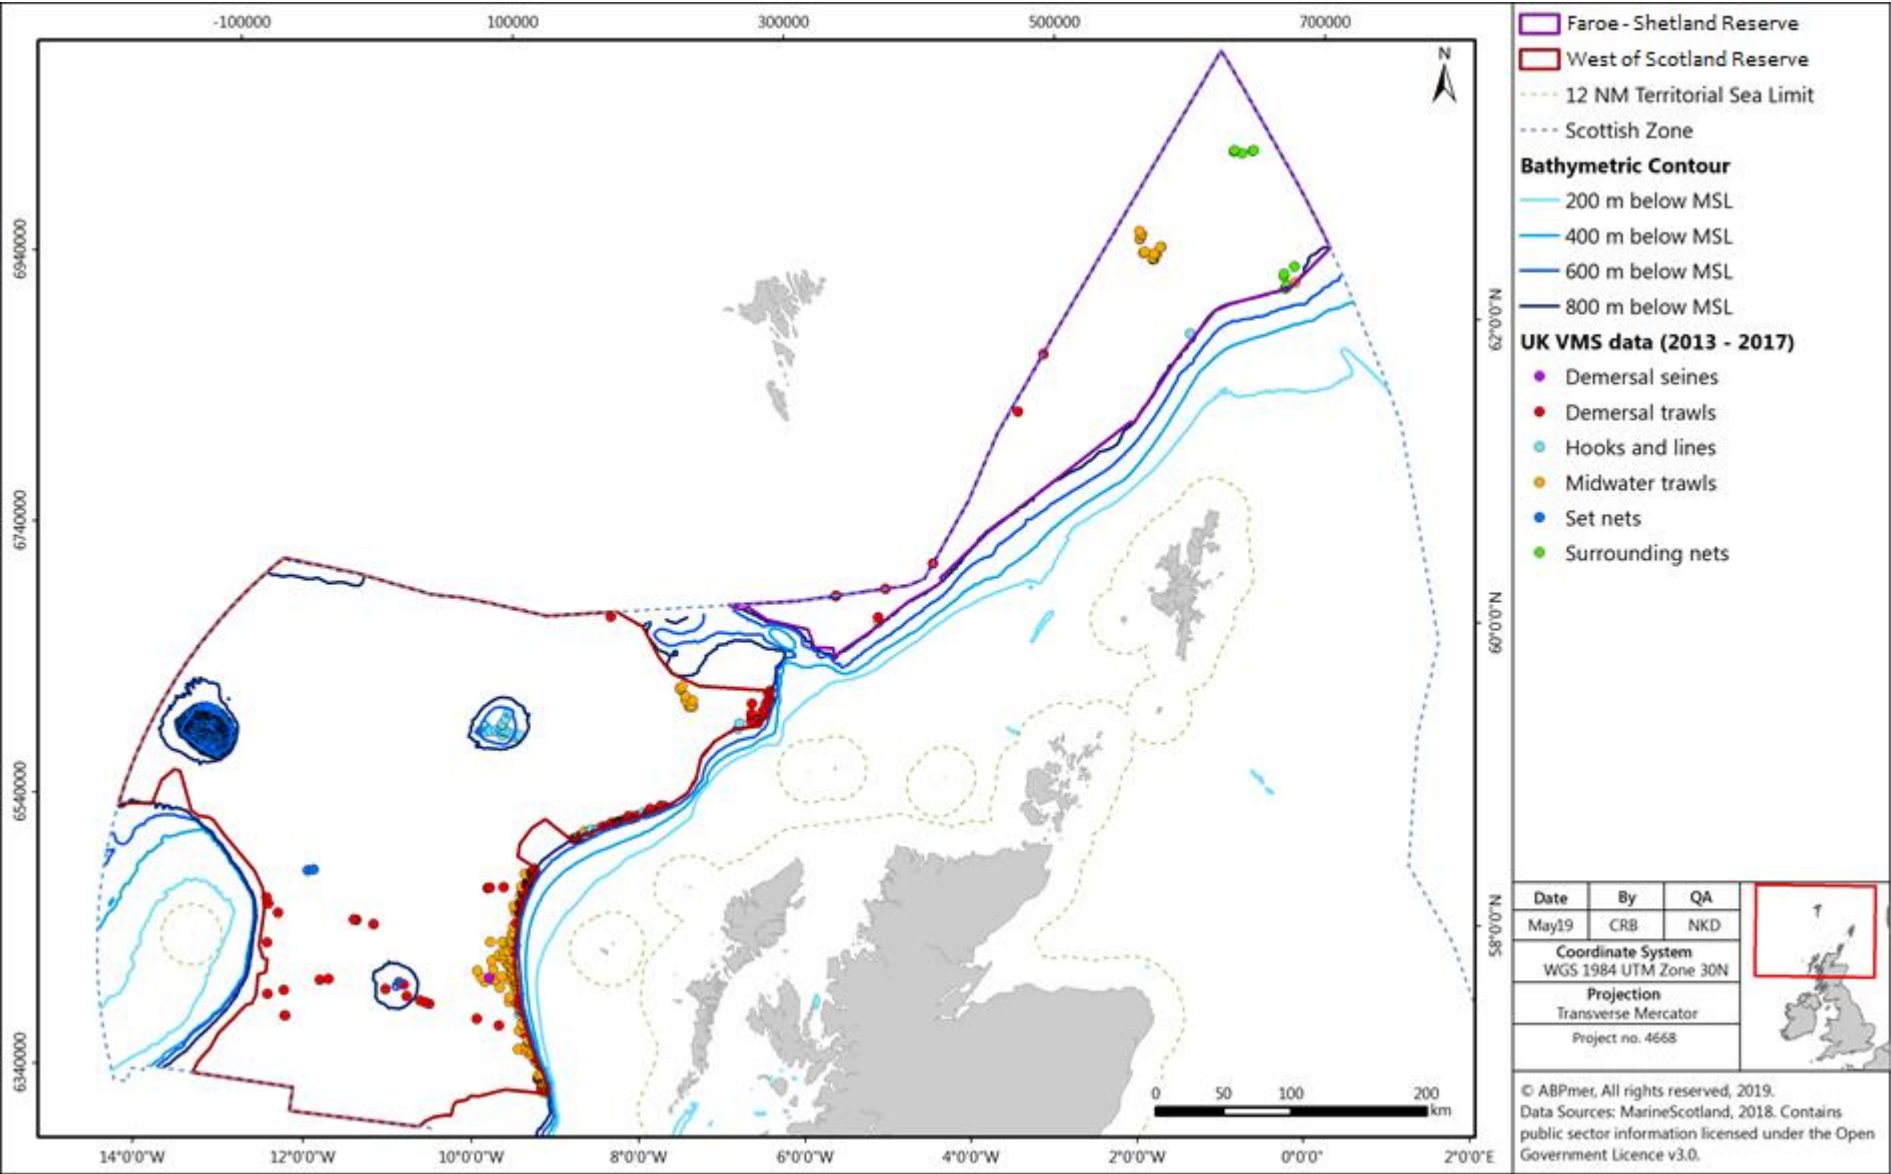 -100000 100000 300000 500000 700000
N
6940000
6740000
6540000
6340000
62°0'0"N
60°0'0"N
58°0'0"N
0 50 100 200
km
14°0'0"W 12°0'0"W 10°0'0"W 8°0'0"W 6°0'0"W 4°0'0"W 2°0'0"W 0°0'0" 2°0'0"E
Faroe - Shetland Reserve
West of Scotland Reserve
12 NM Territorial Sea Limit
Scottish Zone
Bathymetric Contour
200 m below MSL
400 m below MSL
600 m below MSL
800 m below MSL
UK VMS data (2013 - 2017)
Demersal seines
Demersal trawls
Hooks and lines
Midwater trawls
Set nets
Surrounding nets
Date By QA
May19 CRB NKD
Coordinate System
WGS 1984 UTM Zone 30N
Projection
Transverse Mercator
Project no. 4668
© ABPmer, All rights reserved, 2019.
Data Sources: MarineScotland, 2018. Contains
public sector information licensed under the Open
Government Licence v3.0.